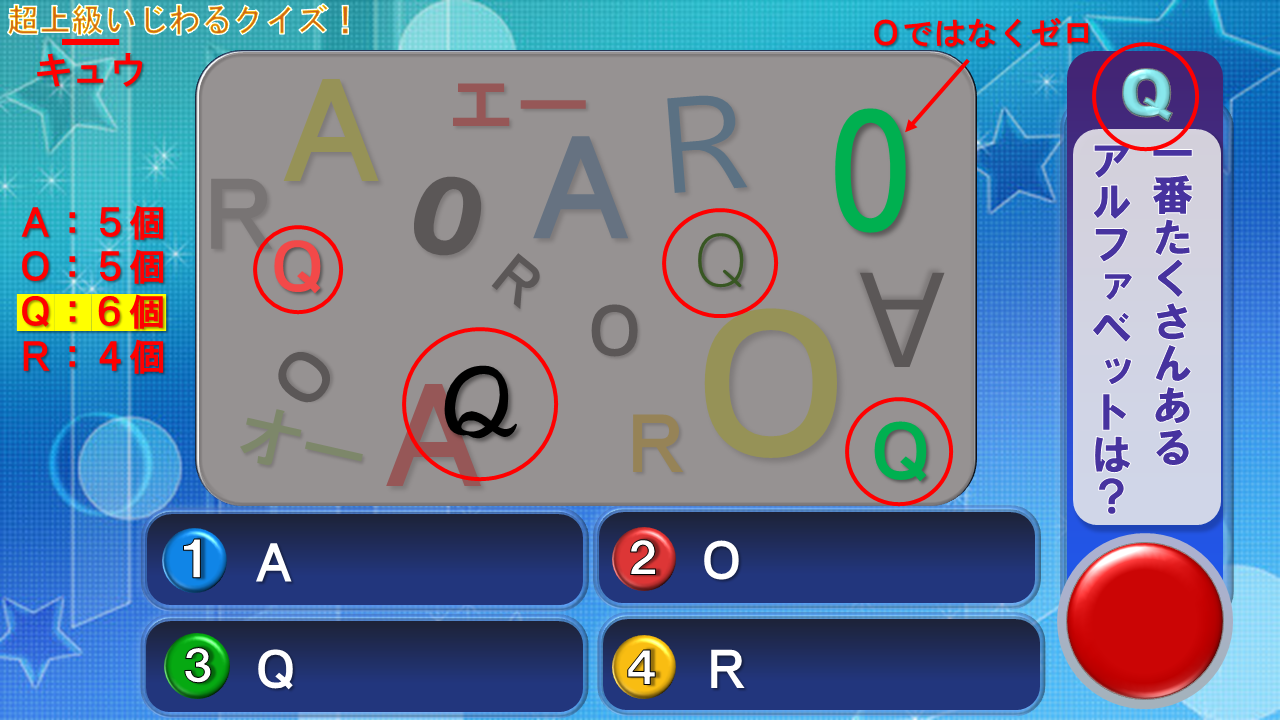 超上級いじわるクイズ！
キュウ
Oではなくゼロ
A：５個
O：５個
Q：６個
R：４個
A
エー
R
0
R
O
A
Q
Q
R
O
A
O
O
Q
A
オー
R
Q
Q
一番たくさんある
アルファベットは？
1 A
2 O
3 Q
4 R